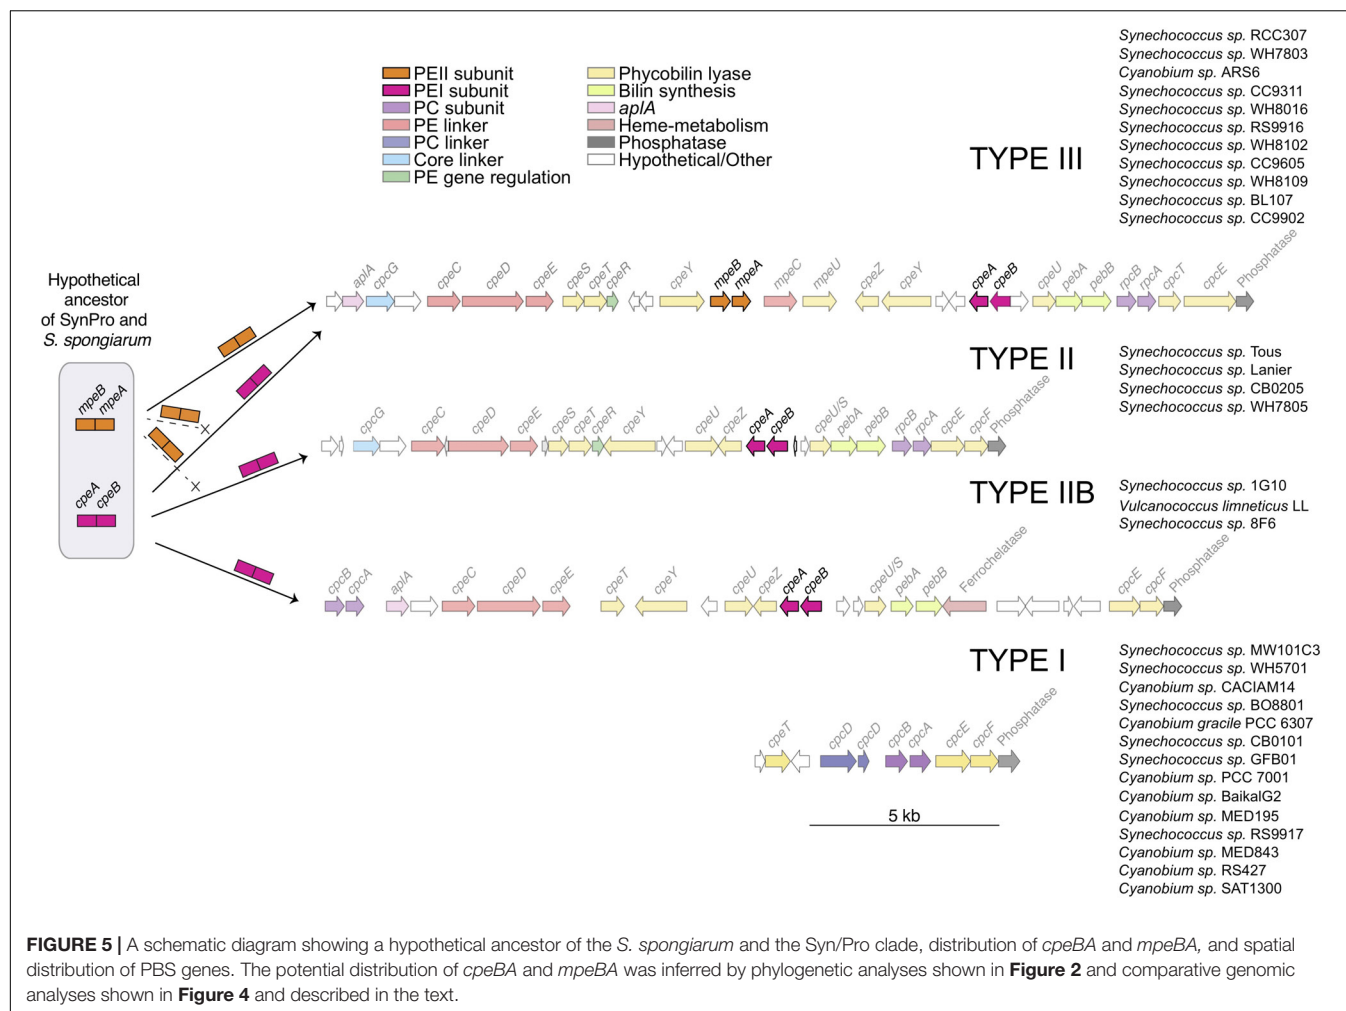 Synechococcus sp. RCC307
Synechococcus sp. WH7803
Cyanobium sp. ARS6
Synechococcus sp. CC9311
Synechococcus sp. WH8016
Synechococcus sp. RS9916
Synechococcus sp. WH8102
Synechococcus sp. CC9605
Synechococcus sp. WH8109
Synechococcus sp. BL107
Synechococcus sp. CC9902
PEII subunit
PEI subunit
PC subunit
PE linker
PC linker
Core linker
PE gene regulation
Phycobilin lyase
Bilin synthesis
aplA
Heme-metabolism
Phosphatase
Hypothetical/Other
TYPE III
aplA cpcG cpeC cpeD cpeE cpeS cpeT cpeR cpeY mpeB mpeA mpeC mpeU cpeZ cpeY cpeA cpeB cpeU pebA pebB rpcB rpcA cpcT cpcE Phosphatase
Hypothetical
ancestor
of SynPro and
S. spongiarum
mpeB mpeA
cpeA cpeB
X
X
TYPE II
Synechococcus sp. Tous
Synechococcus sp. Lanier
Synechococcus sp. CB0205
Synechococcus sp. WH7805
cpcG cpeC cpeD cpeE cpeS cpeT cpeR cpeY cpeU cpeZ cpeA cpeB cpeU/S pebA pebB rpcB rpcA cpcE cpcF Phosphatase
TYPE IIB
Synechococcus sp. 1G10
Vulcanococcus limneticus LL
Synechococcus sp. 8F6
cpcB cpcA aplA cpeC cpeD cpeE cpeT cpeY cpeU cpeZ cpeA cpeB cpeU/S pebA pebB Ferrochelatase cpcE cpcF Phosphatase
TYPE I
Synechococcus sp. MW101C3
Synechococcus sp. WH5701
Cyanobium sp. CACIAM14
Synechococcus sp. BO8801
Cyanobium gracile PCC 6307
Synechococcus sp. CB0101
Synechococcus sp. GFB01
Cyanobium sp. PCC 7001
Cyanobium sp. BaikalG2
Cyanobium sp. MED195
Synechococcus sp. RS9917
Cyanobium sp. MED843
Cyanobium sp. RS427
Cyanobium sp. SAT1300
cpeT cpcD cpcD cpcB cpcA cpcE cpcF Phosphatase
5 kb
FIGURE 5 | A schematic diagram showing a hypothetical ancestor of the S. spongiarum and the Syn/Pro clade, distribution of cpeBA and mpeBA, and spatial
distribution of PBS genes. The potential distribution of cpeBA and mpeBA was inferred by phylogenetic analyses shown in Figure 2 and comparative genomic
analyses shown in Figure 4 and described in the text.